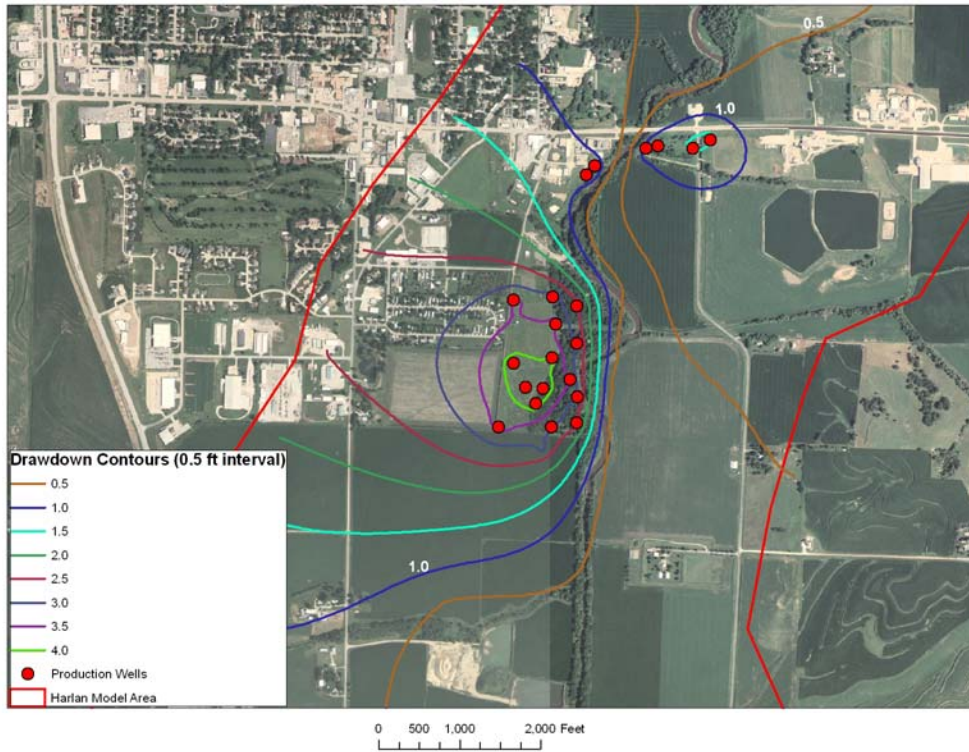 0.5
1.0
1.0
Drawdown Contours (0.5 ft interval)
0.5
1.0
1.5
2.0
2.5
3.0
3.5
4.0
Production Wells
Harlan Model Area
0 500 1,000 2,000 Feet